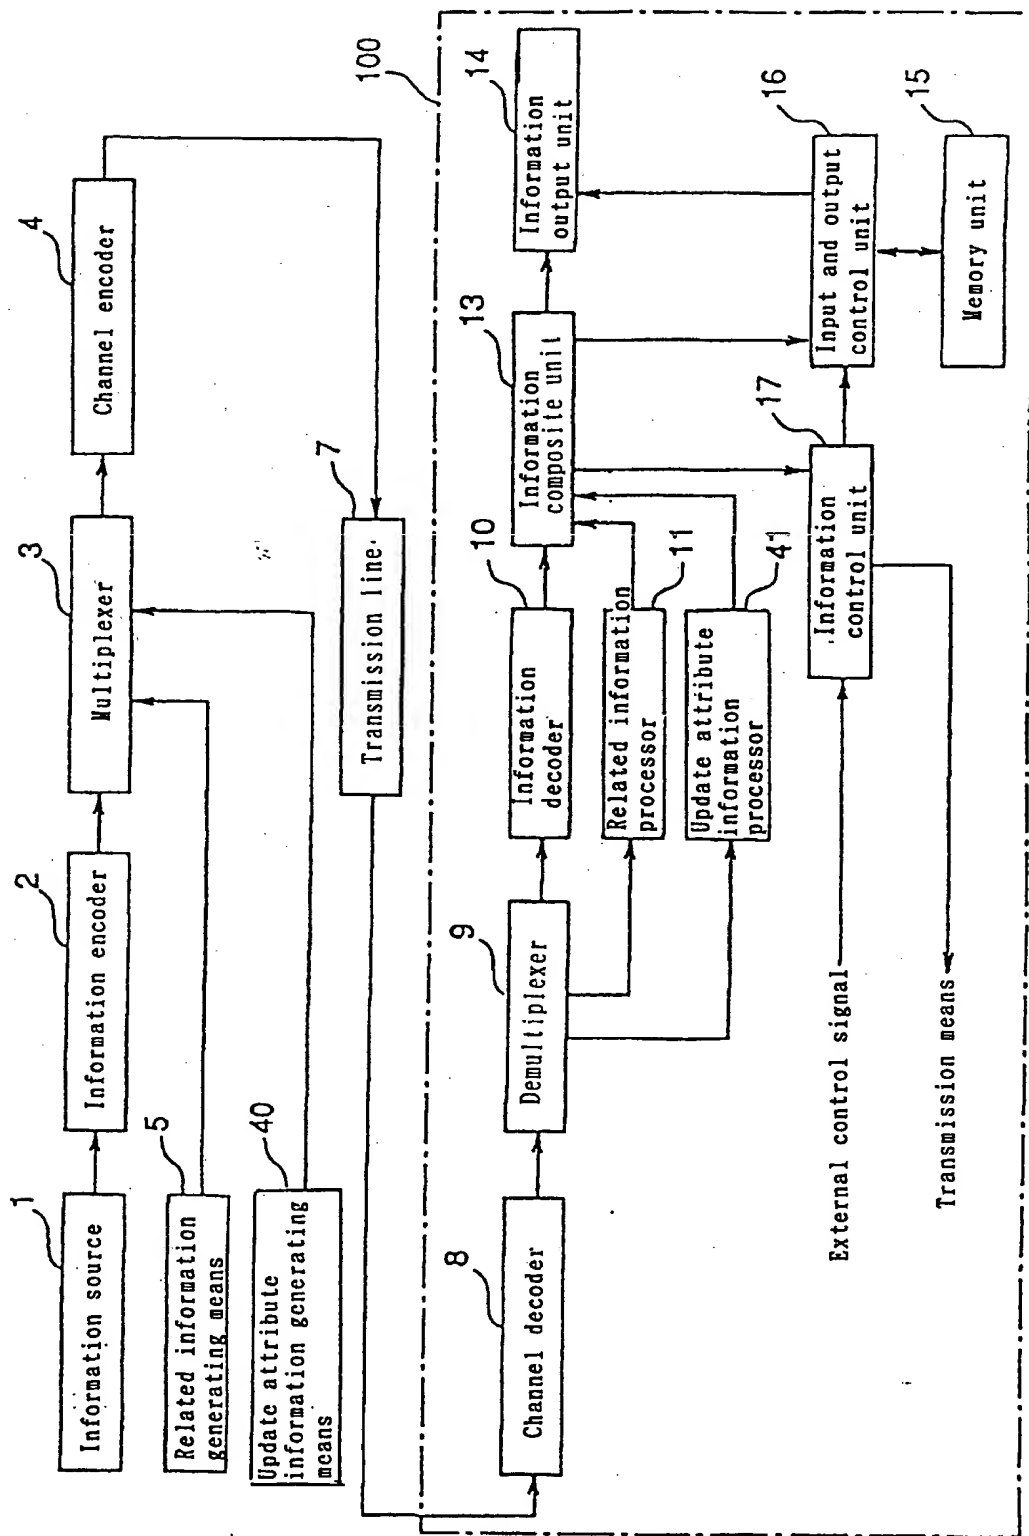 1
Information source
2
Information encoder
3
Multiplexer
4
Channel encoder
5
Related information
generating means
40
Update attribute
information generating
means
7
Transmission line
100
8
Channel decoder
9
Demultiplexer
10
Information
decoder
11
Related information
processor
41
Update attribute
information
processor
13
Information
composite unit
14
Information
output unit
17
Information
control unit
16
Input and output
control unit
15
Memory unit
External control signal
Transmission means